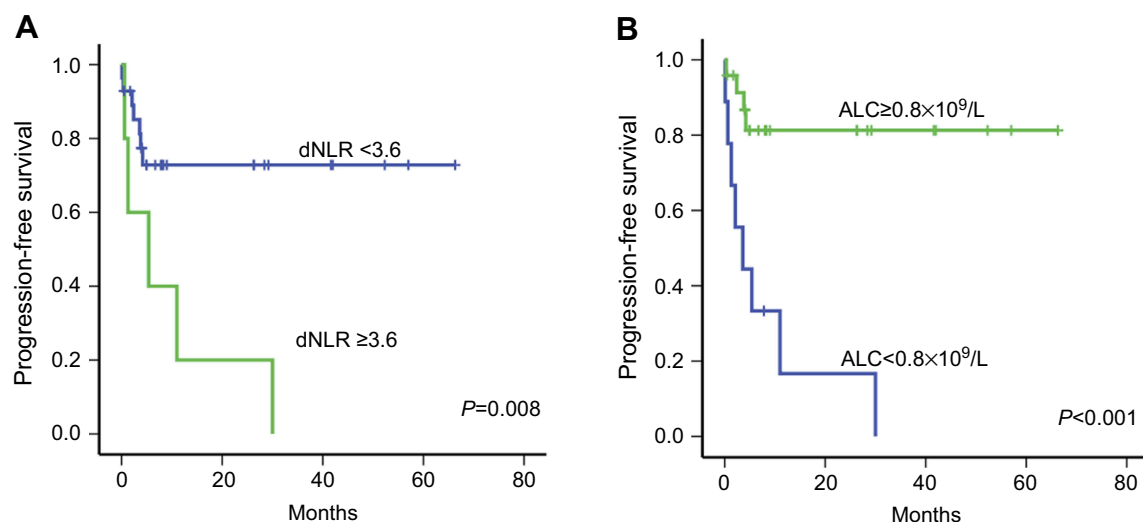 A
Progression-free survival
1.0
0.8
0.6
0.4
0.2
0.0
dNLR <3.6
dNLR ≥3.6
P=0.008
0 20 40 60 80
Months
B
Progression-free survival
1.0
0.8
0.6
0.4
0.2
0.0
ALC≥0.8×10⁹/L
ALC<0.8×10⁹/L
P<0.001
0 20 40 60 80
Months